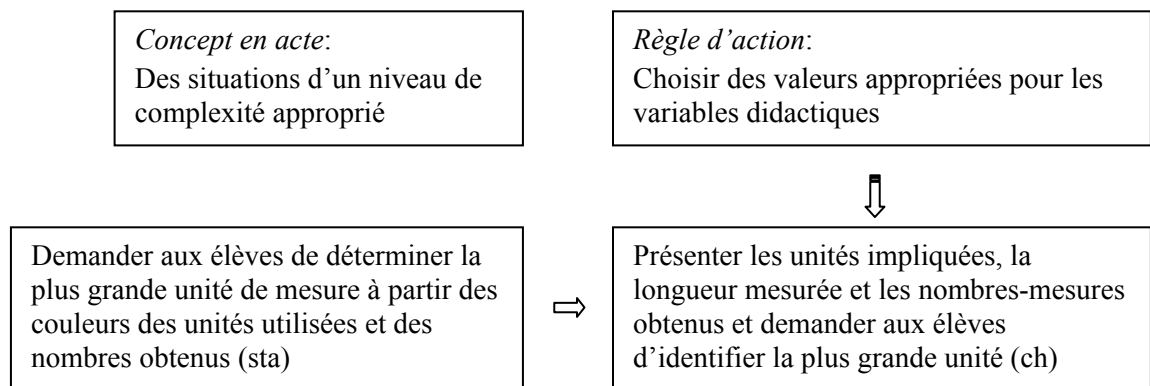 Concept en acte:
Des situations d’un niveau de
complexité approprié
Règle d’action:
Choisir des valeurs appropriées pour les
variables didactiques
Demander aux élèves de déterminer la
plus grande unité de mesure à partir des
couleurs des unités utilisées et des
nombres obtenus (sta)
Présenter les unités impliquées, la
longueur mesurée et les nombres-mesures
obtenus et demander aux élèves
d’identifier la plus grande unité (ch)